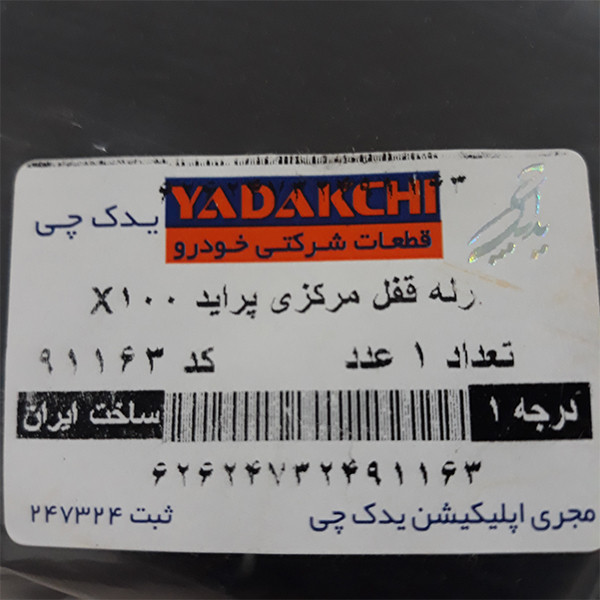 یدک چی YADAKCHI
قطعات شرکتی خودرو
رله قفل مرکزی پراید X۱۰۰
تعداد ۱ عدد کد ۹۱۱۶۳
درجه ۱ ساخت ایران
۶۲۶۲۴۷۳۲۴۹۱۱۶۳
مجری اپلیکیشن یدک چی ثبت ۲۴۷۳۲۴